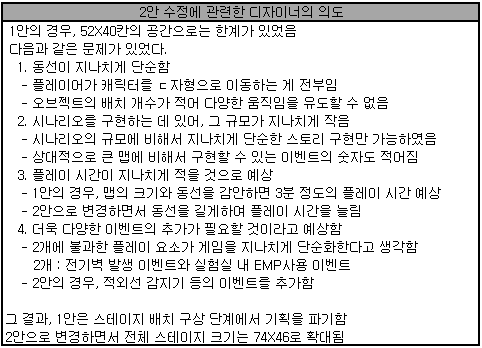 2안 수정에 관련한 디자이너의 의도
1안의 경우, 52X40칸의 공간으로는 한계가 있었음
다음과 같은 문제가 있었다.
1. 동선이 지나치게 단순함
- 플레이어가 캐릭터를 ㄷ자형으로 이동하는 게 전부임
- 오브젝트의 배치 개수가 적어 다양한 움직임을 유도할 수 없음
2. 시나리오를 구현하는 데 있어, 그 규모가 지나치게 작음
- 시나리오의 규모에 비해서 지나치게 단순한 스토리 구현만 가능하였음
- 상대적으로 큰 맵에 비해서 구현할 수 있는 이벤트의 숫자도 적어짐
3. 플레이 시간이 지나치게 적을 것으로 예상
- 1안의 경우, 맵의 크기와 동선을 감안하면 3분 정도의 플레이 시간 예상
- 2안으로 변경하면서 동선을 길게하여 플레이 시간을 늘림
4. 더욱 다양한 이벤트의 추가가 필요할 것이라고 예상함
- 2개에 불과한 플레이 요소가 게임을 지나치게 단순화한다고 생각함
2개 : 전기벽 발생 이벤트와 실험실 내 EMP사용 이벤트
- 2안의 경우, 적외선 감지기 등의 이벤트를 추가함
그 결과, 1안은 스테이지 배치 구상 단계에서 기획을 파기함
2안으로 변경하면서 전체 스테이지 크기는 74X46로 확대됨